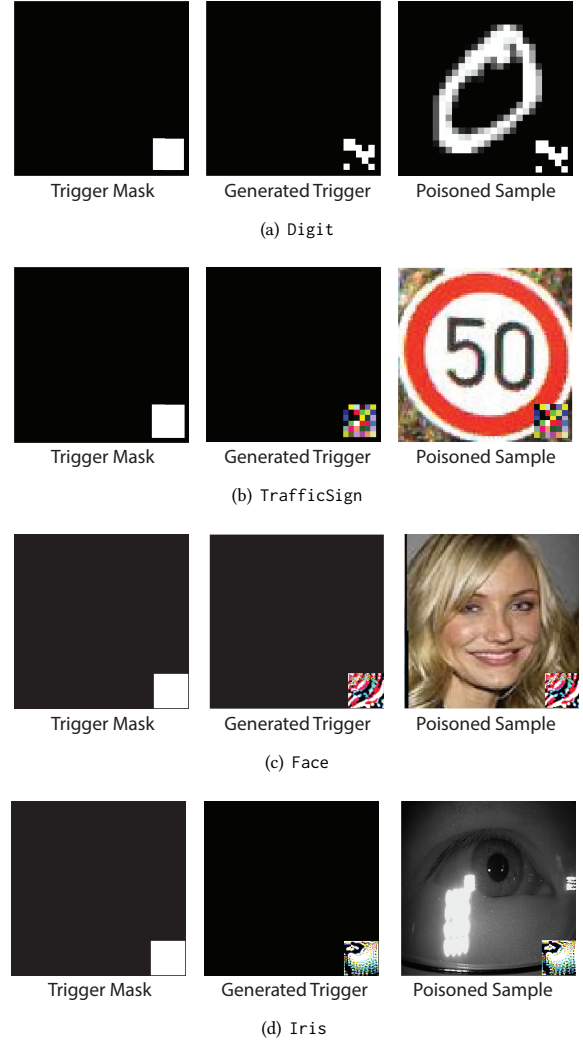 Trigger Mask Generated Trigger Poisoned Sample
(a) Digit
50
Trigger Mask Generated Trigger Poisoned Sample
(b) TrafficSign
Trigger Mask Generated Trigger Poisoned Sample
(c) Face
Trigger Mask Generated Trigger Poisoned Sample
(d) Iris